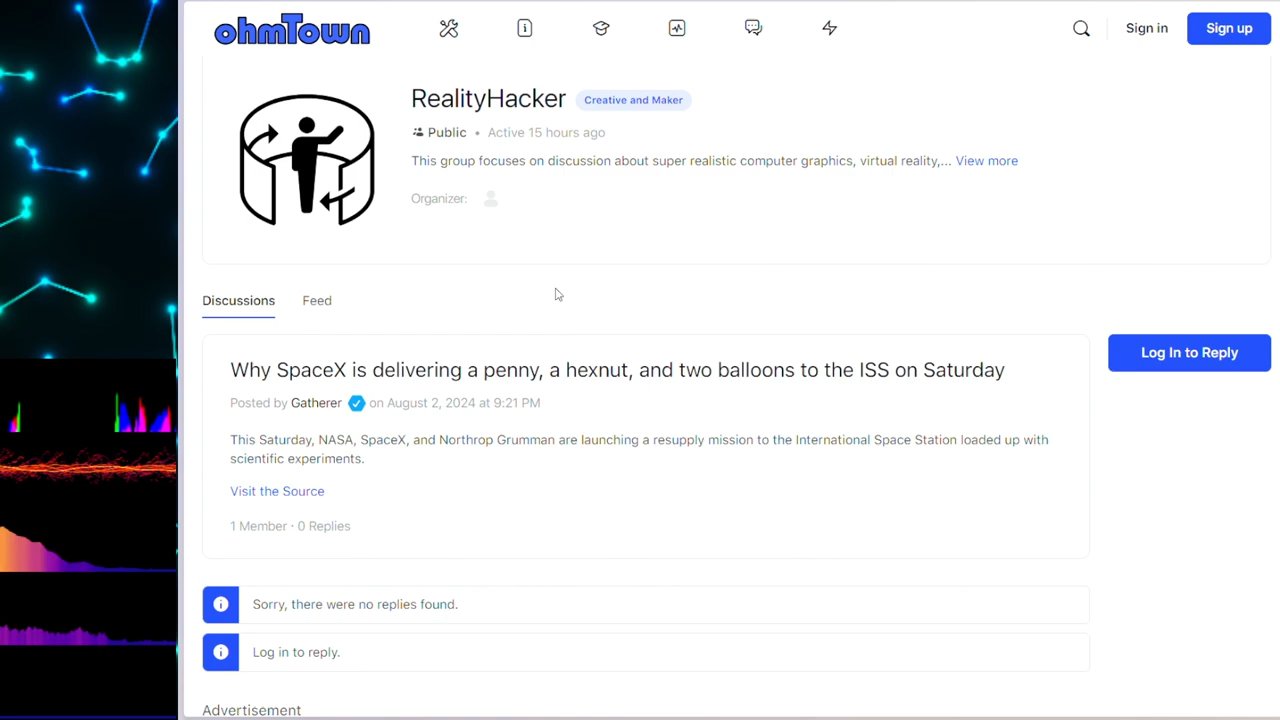 ohmTown
Sign in
Sign up
RealityHacker
Creative and Maker
Public • Active 15 hours ago
This group focuses on discussion about super realistic computer graphics, virtual reality,... View more
Organizer:
Discussions
Feed
Why SpaceX is delivering a penny, a hexnut, and two balloons to the ISS on Saturday
Log In to Reply
Posted by Gatherer on August 2, 2024 at 9:21 PM
This Saturday, NASA, SpaceX, and Northrop Grumman are launching a resupply mission to the International Space Station loaded up with
scientific experiments.
Visit the Source
1 Member · 0 Replies
Sorry, there were no replies found.
Log in to reply.
Advertisement